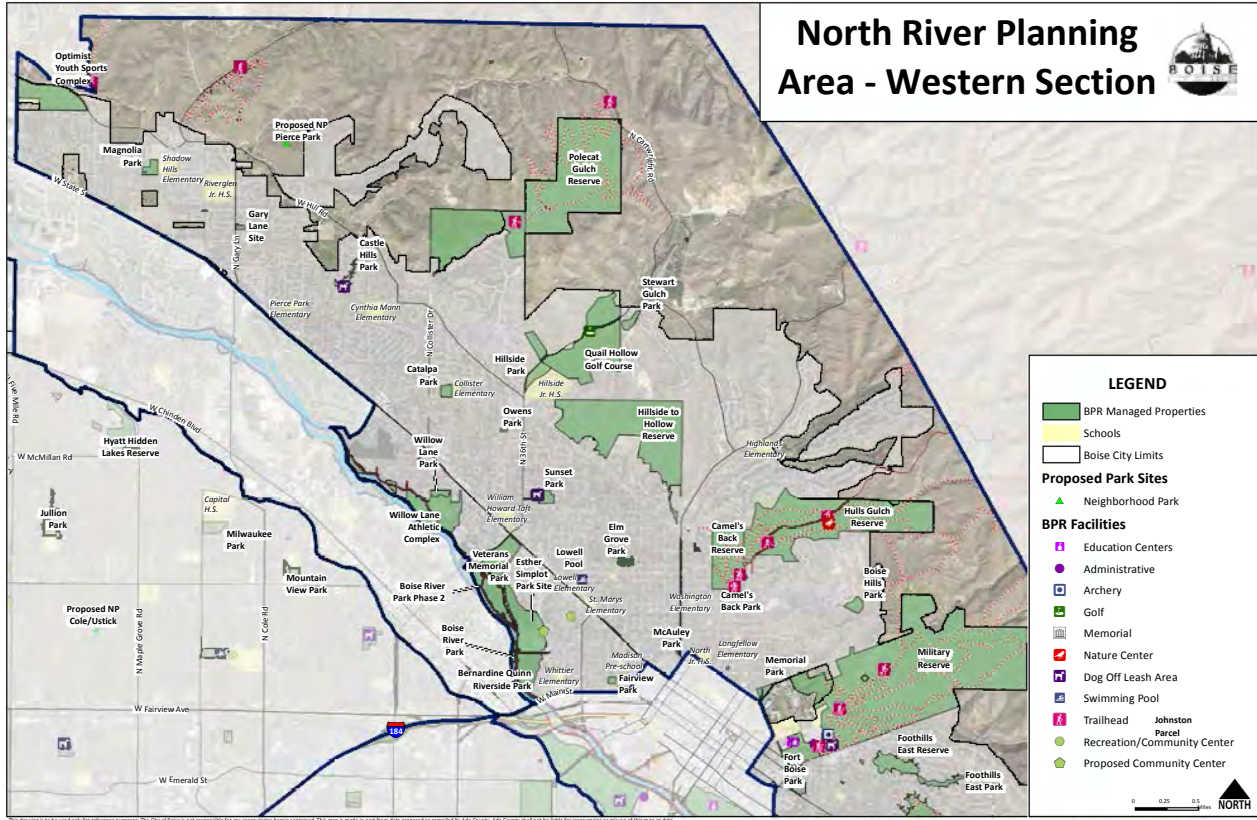 North River Planning
Area - Western Section
BOISE
Optimist
Youth Sports
Complex
Proposed NP
Pierce Park
Magnolia
Park
Shadow
Hills
Elementary
Riverglen
Jr. H.S.
Polecat
Gulch
Reserve
N Cartwright Rd
W State S
W Hill Rd
Gary
Lane
Site
N Gary Ln
Castle
Hills
Park
Pierce Park
Elementary
Cynthia Mann
Elementary
N Collister Dr
Stewart
Gulch
Park
Quail Hollow
Golf Course
Hillside
Park
Hillside
Jr. H.S.
Catalpa
Park
Collister
Elementary
Owens
Park
N 36th St
Hillside to
Hollow
Reserve
Highlands
Elementary
N Five Mile Rd
W Chinden Blvd
Hyatt Hidden
Lakes Reserve
W McMillan Rd
Willow
Lane
Park
Sunset
Park
William
Howard Taft
Elementary
Capital
H.S.
Jullion
Park
Milwaukee
Park
Willow Lane
Athletic
Complex
Elm
Grove
Park
Camel's
Back
Reserve
Hulls Gulch
Reserve
Veterans
Memorial
Park
Esther
Simplot
Park Site
Lowell
Pool
Lowell
Elementary
Boise River
Park Phase 2
St. Marys
Elementary
Washington
Elementary
Camel's
Back Park
Boise
Hills
Park
Mountain
View Park
Proposed NP
Cole/Ustick
N Maple Grove Rd
N Cole Rd
Boise
River
Park
Bernardine Quinn
Riverside Park
Whittier
Elementary
Madison
Pre-school
Fairview
Park
McAuley
Park
North
Jr. H.S.
Longfellow
Elementary
Memorial
Park
Military
Reserve
W Main St
W Fairview Ave
184
W Emerald St
Fort
Boise
Park
Foothills
East Reserve
Foothills
East Park
LEGEND
BPR Managed Properties
Schools
Boise City Limits
Proposed Park Sites
Neighborhood Park
BPR Facilities
Education Centers
Administrative
Archery
Golf
Memorial
Nature Center
Dog Off Leash Area
Swimming Pool
Trailhead
Johnston
Parcel
Recreation/Community Center
Proposed Community Center
0 0.25 0.5
Miles
NORTH